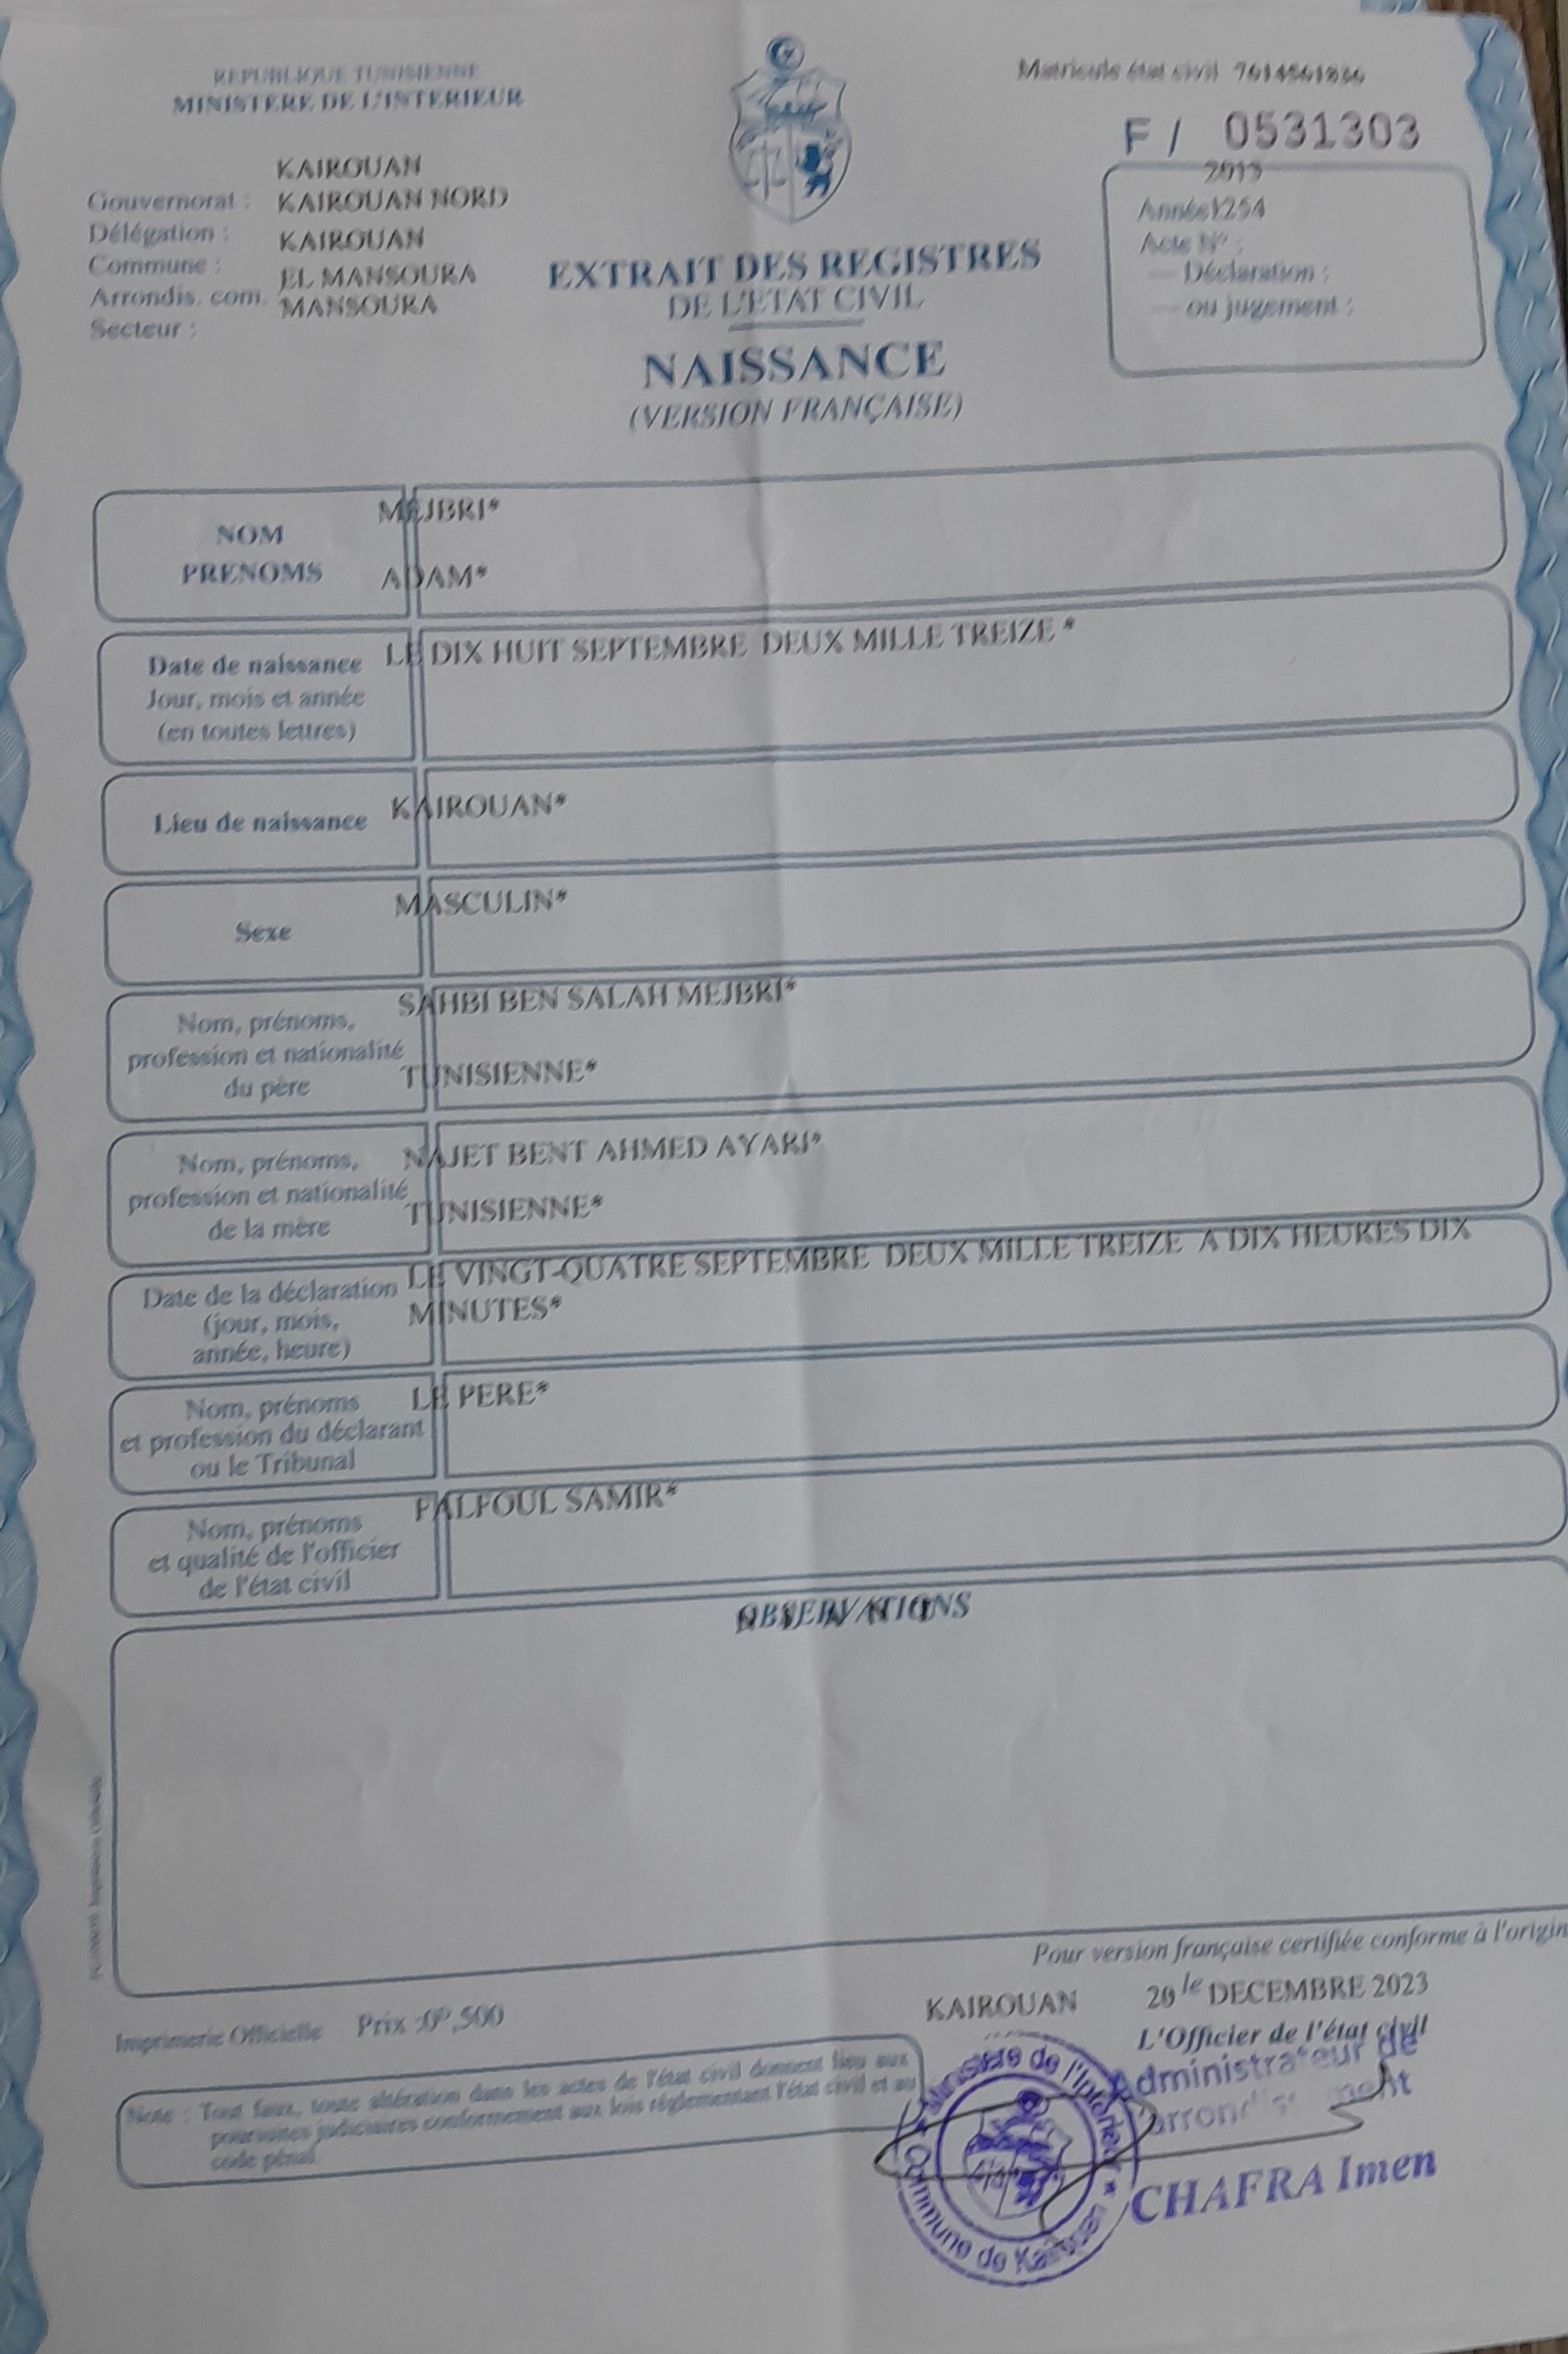 REPUBLIQUE TUNISIENNE
MINISTERE DE L'INTERIEUR
Matricule état civil
F / 0531303
KAIROUAN
Gouvernorat : KAIROUAN NORD
Délégation : KAIROUAN
Commune : EL MANSOURA
Arrondis. com. MANSOURA
Secteur :
2013
Année 1254
Acte N° :
— Déclaration :
— ou jugement :
EXTRAIT DES REGISTRES
DE L'ETAT CIVIL
NAISSANCE
(VERSION FRANÇAISE)
NOM MEJBRI*
PRENOMS ADAM*
Date de naissance LE DIX HUIT SEPTEMBRE DEUX MILLE TREIZE *
Jour, mois et année
(en toutes lettres)
Lieu de naissance KAIROUAN*
Sexe MASCULIN*
Nom, prénoms, SAHBI BEN SALAH MEJBRI*
profession et nationalité
du père TUNISIENNE*
Nom, prénoms, NAJET BENT AHMED AYARI*
profession et nationalité
de la mère TUNISIENNE*
Date de la déclaration LE VINGT-QUATRE SEPTEMBRE DEUX MILLE TREIZE A DIX HEURES DIX
(jour, mois, MINUTES*
année, heure)
Nom, prénoms LE PERE*
et profession du déclarant
ou le Tribunal
Nom, prénoms FALFOUL SAMIR*
et qualité de l'officier
de l'état civil
OBSERVATIONS
Pour version française certifiée conforme à l'origin
KAIROUAN le 20 DECEMBRE 2023
L'Officier de l'état civil
Imprimerie Officielle Prix :0ᴰ,500
Note : Tout faux, toute altération dans les actes de l'état civil donnent lieu aux
poursuites judiciaires conformement aux lois réglementant l'état civil et au
code pénal.
Ministère de l'Intérieur
Commune de Kairouan
Administrateur de
CHAFRA Imen